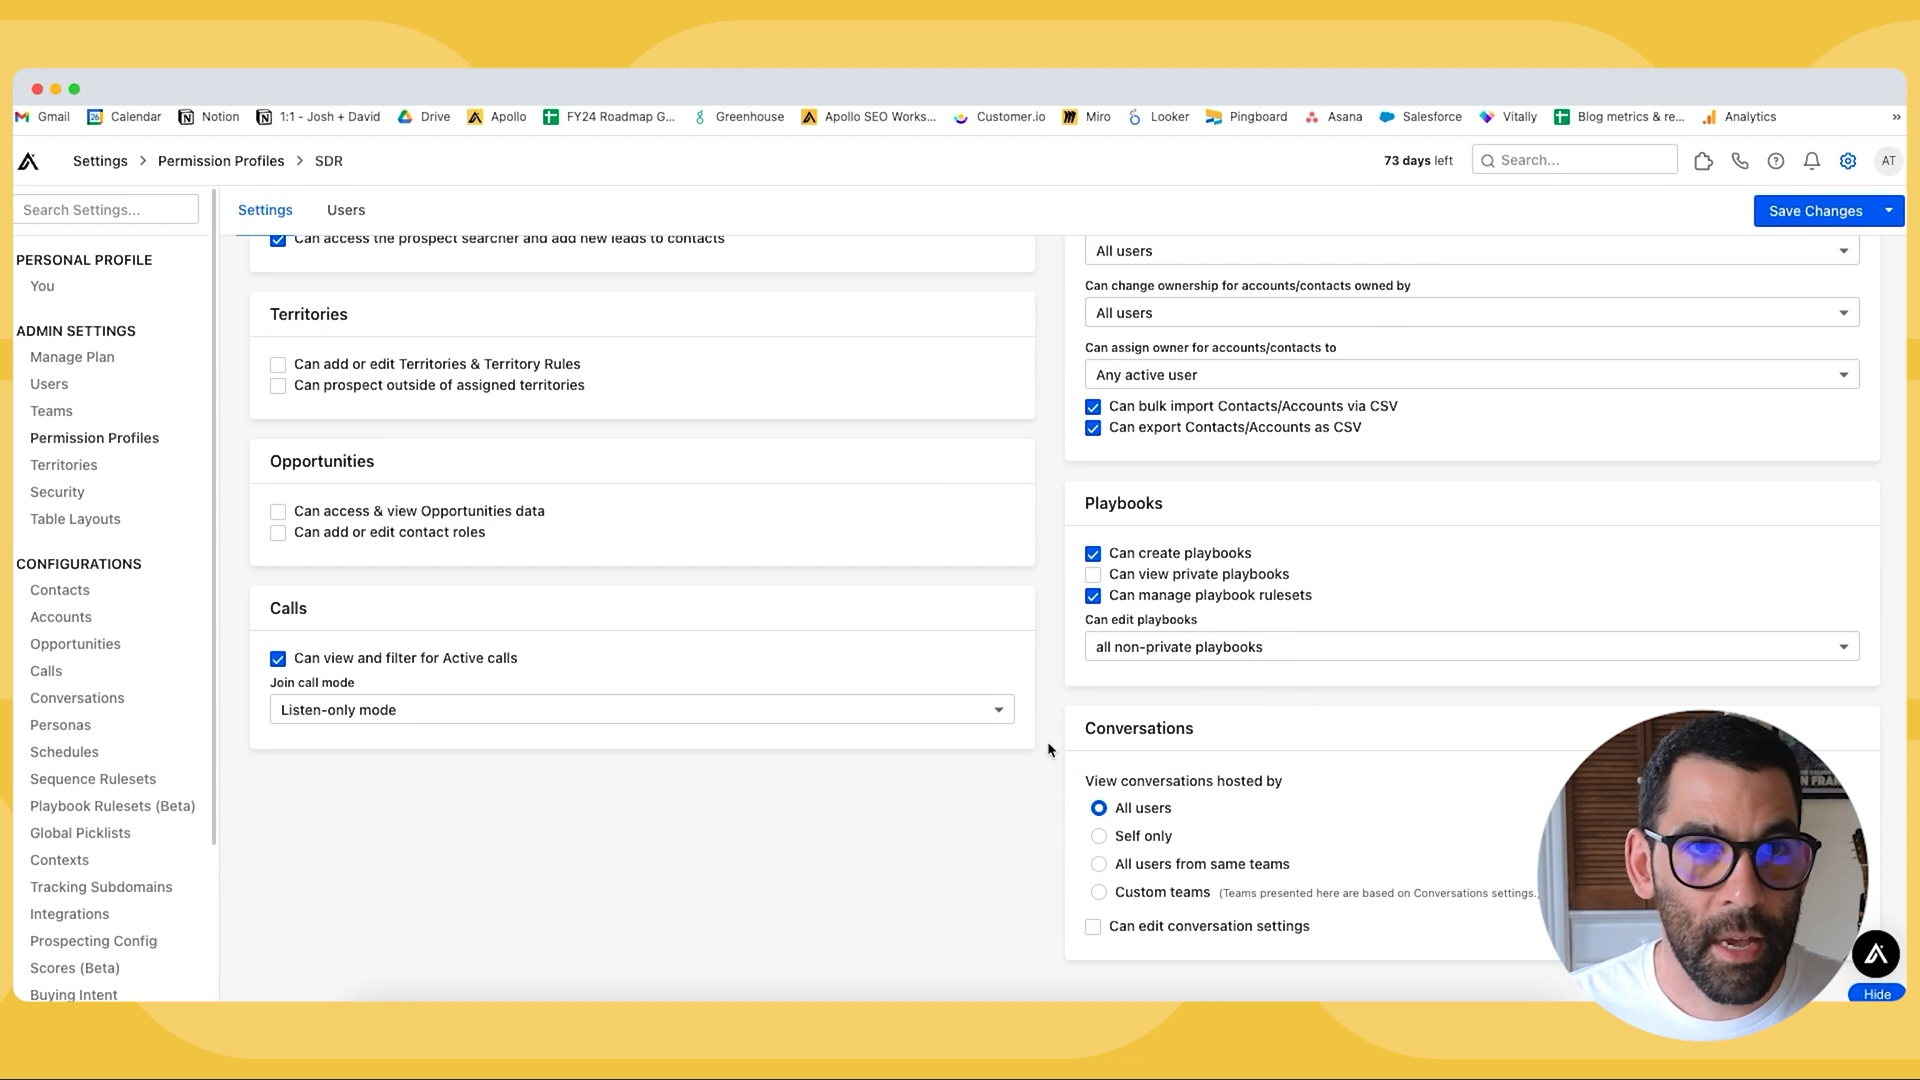 Gmail
Calendar
Notion
1:1 - Josh + David
Drive
Apollo
FY24 Roadmap G...
Greenhouse
Apollo SEO Works...
Customer.io
Miro
Looker
Pingboard
Asana
Salesforce
Vitally
Blog metrics & re...
Analytics
»
Settings > Permission Profiles > SDR
73 days left
Search...
AT
Search Settings...
Settings
Users
Save Changes
PERSONAL PROFILE
You
ADMIN SETTINGS
Manage Plan
Users
Teams
Permission Profiles
Territories
Security
Table Layouts
CONFIGURATIONS
Contacts
Accounts
Opportunities
Calls
Conversations
Personas
Schedules
Sequence Rulesets
Playbook Rulesets (Beta)
Global Picklists
Contexts
Tracking Subdomains
Integrations
Prospecting Config
Scores (Beta)
Buying Intent
Can access the prospect searcher and add new leads to contacts
Territories
Can add or edit Territories & Territory Rules
Can prospect outside of assigned territories
Opportunities
Can access & view Opportunities data
Can add or edit contact roles
Calls
Can view and filter for Active calls
Join call mode
Listen-only mode
All users
Can change ownership for accounts/contacts owned by
All users
Can assign owner for accounts/contacts to
Any active user
Can bulk import Contacts/Accounts via CSV
Can export Contacts/Accounts as CSV
Playbooks
Can create playbooks
Can view private playbooks
Can manage playbook rulesets
Can edit playbooks
all non-private playbooks
Conversations
View conversations hosted by
All users
Self only
All users from same teams
Custom teams (Teams presented here are based on Conversations settings.
Can edit conversation settings
Hide